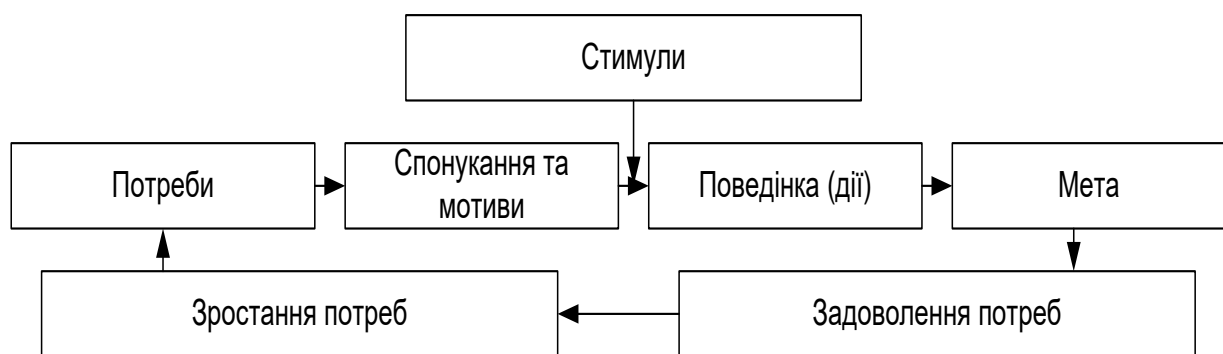 Стимули
Потреби
Спонукання та
мотиви
Поведінка (дії)
Мета
Зростання потреб
Задоволення потреб